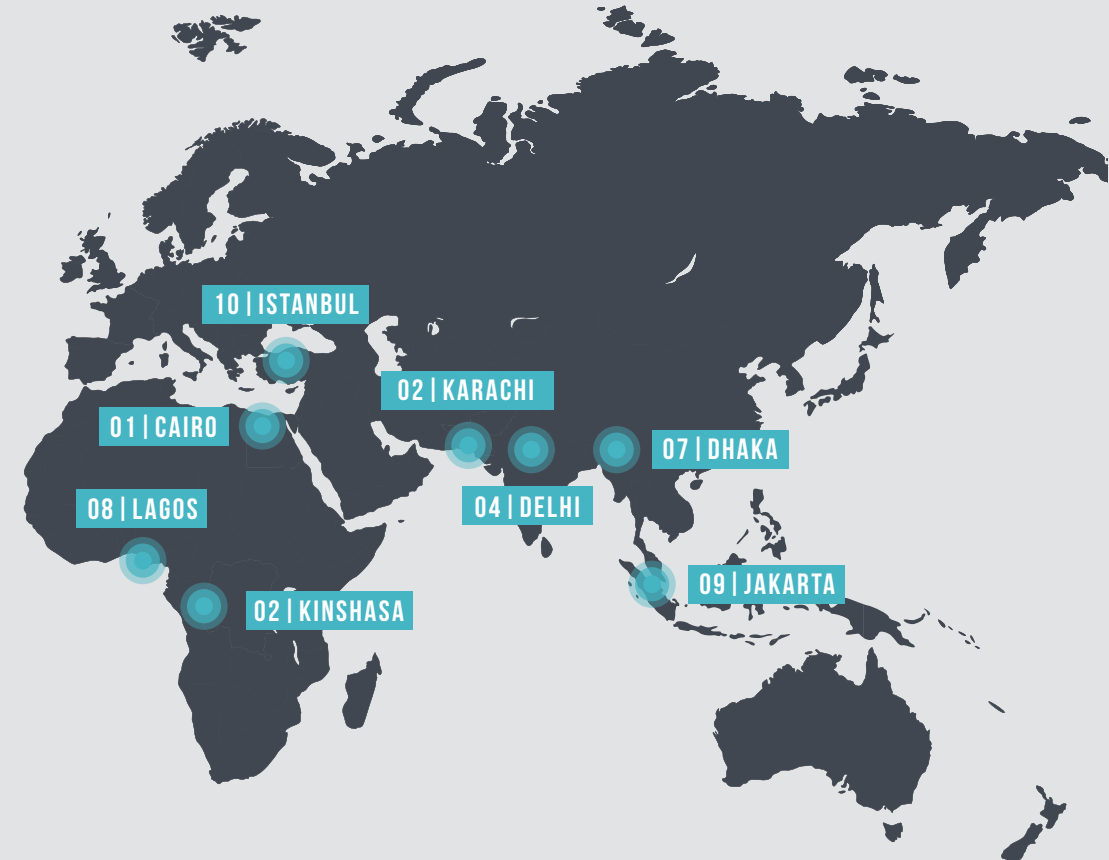 10 | ISTANBUL
02 | KARACHI
01 | CAIRO
07 | DHAKA
08 | LAGOS
04 | DELHI
09 | JAKARTA
02 | KINSHASA